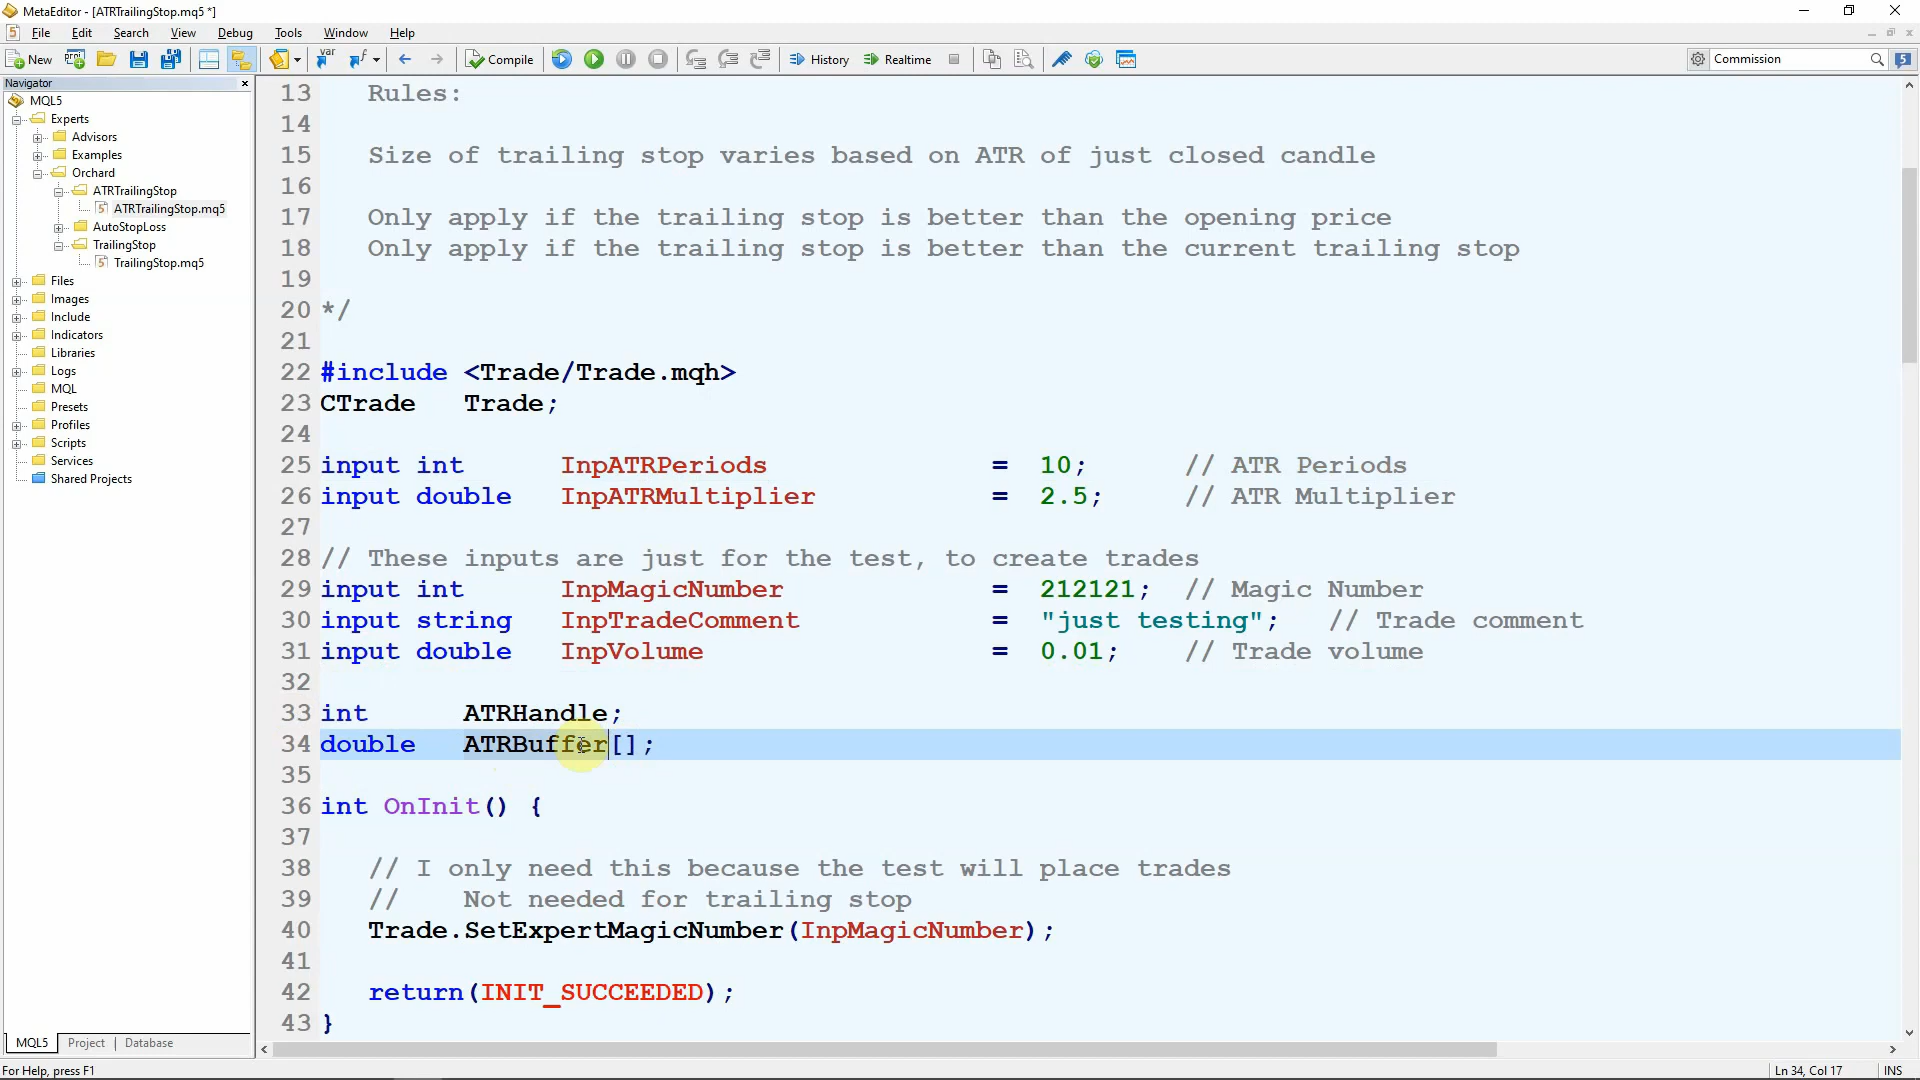 MetaEditor - [ATRTrailingStop.mq5 *]
File Edit Search View Debug Tools Window Help
New Compile History Realtime Commission
Navigator
MQL5
Experts
Advisors
Examples
Orchard
ATRTrailingStop
ATRTrailingStop.mq5
AutoStopLoss
TrailingStop
TrailingStop.mq5
Files
Images
Include
Indicators
Libraries
Logs
MQL
Presets
Profiles
Scripts
Services
Shared Projects
MQL5 Project Database
13 Rules:
14
15 Size of trailing stop varies based on ATR of just closed candle
16
17 Only apply if the trailing stop is better than the opening price
18 Only apply if the trailing stop is better than the current trailing stop
19
20 */
21
22 #include <Trade/Trade.mqh>
23 CTrade Trade;
24
25 input int InpATRPeriods = 10; // ATR Periods
26 input double InpATRMultiplier = 2.5; // ATR Multiplier
27
28 // These inputs are just for the test, to create trades
29 input int InpMagicNumber = 212121; // Magic Number
30 input string InpTradeComment = "just testing"; // Trade comment
31 input double InpVolume = 0.01; // Trade volume
32
33 int ATRHandle;
34 double ATRBuffer[];
35
36 int OnInit() {
37
38 // I only need this because the test will place trades
39 // Not needed for trailing stop
40 Trade.SetExpertMagicNumber(InpMagicNumber);
41
42 return(INIT_SUCCEEDED);
43 }
For Help, press F1
Ln 34, Col 17 INS